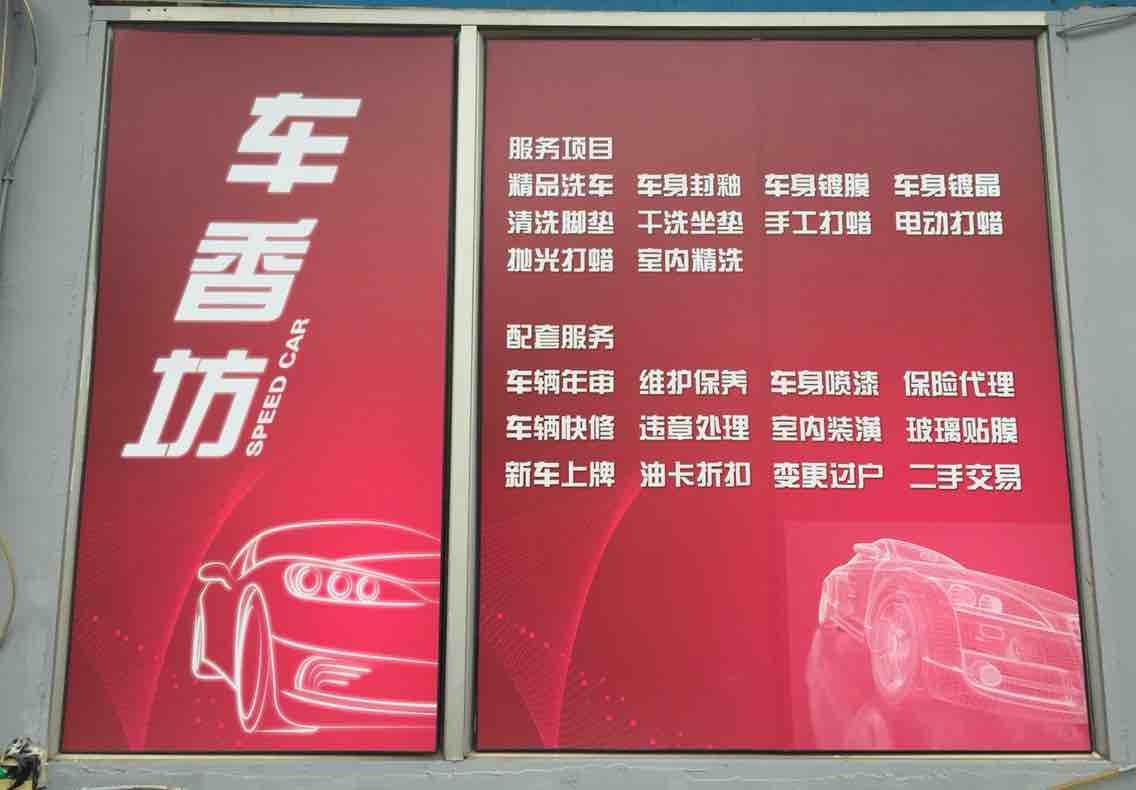 车香坊
SPEED CAR
服务项目
精品洗车 车身封釉 车身镀膜 车身镀晶
清洗脚垫 干洗坐垫 手工打蜡 电动打蜡
抛光打蜡 室内精洗
配套服务
车辆年审 维护保养 车身喷漆 保险代理
车辆快修 违章处理 室内装潢 玻璃贴膜
新车上牌 油卡折扣 变更过户 二手交易